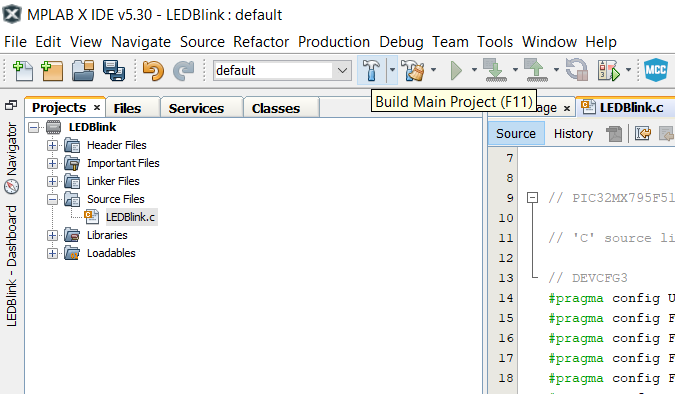 MPLAB X IDE v5.30 - LEDBlink : default
File Edit View Navigate Source Refactor Production Debug Team Tools Window Help
default
MCC
Build Main Project (F11)
Projects × Files Services Classes
age × LEDBlink.c
Navigator
LEDBlink - Dashboard
LEDBlink
Header Files
Important Files
Linker Files
Source Files
LEDBlink.c
Libraries
Loadables
Source History
7
8
9 // PIC32MX795F51
10
11 // 'C' source li
12
13 // DEVCFG3
14 #pragma config U
15 #pragma config F
16 #pragma config F
17 #pragma config F
18 #pragma config F